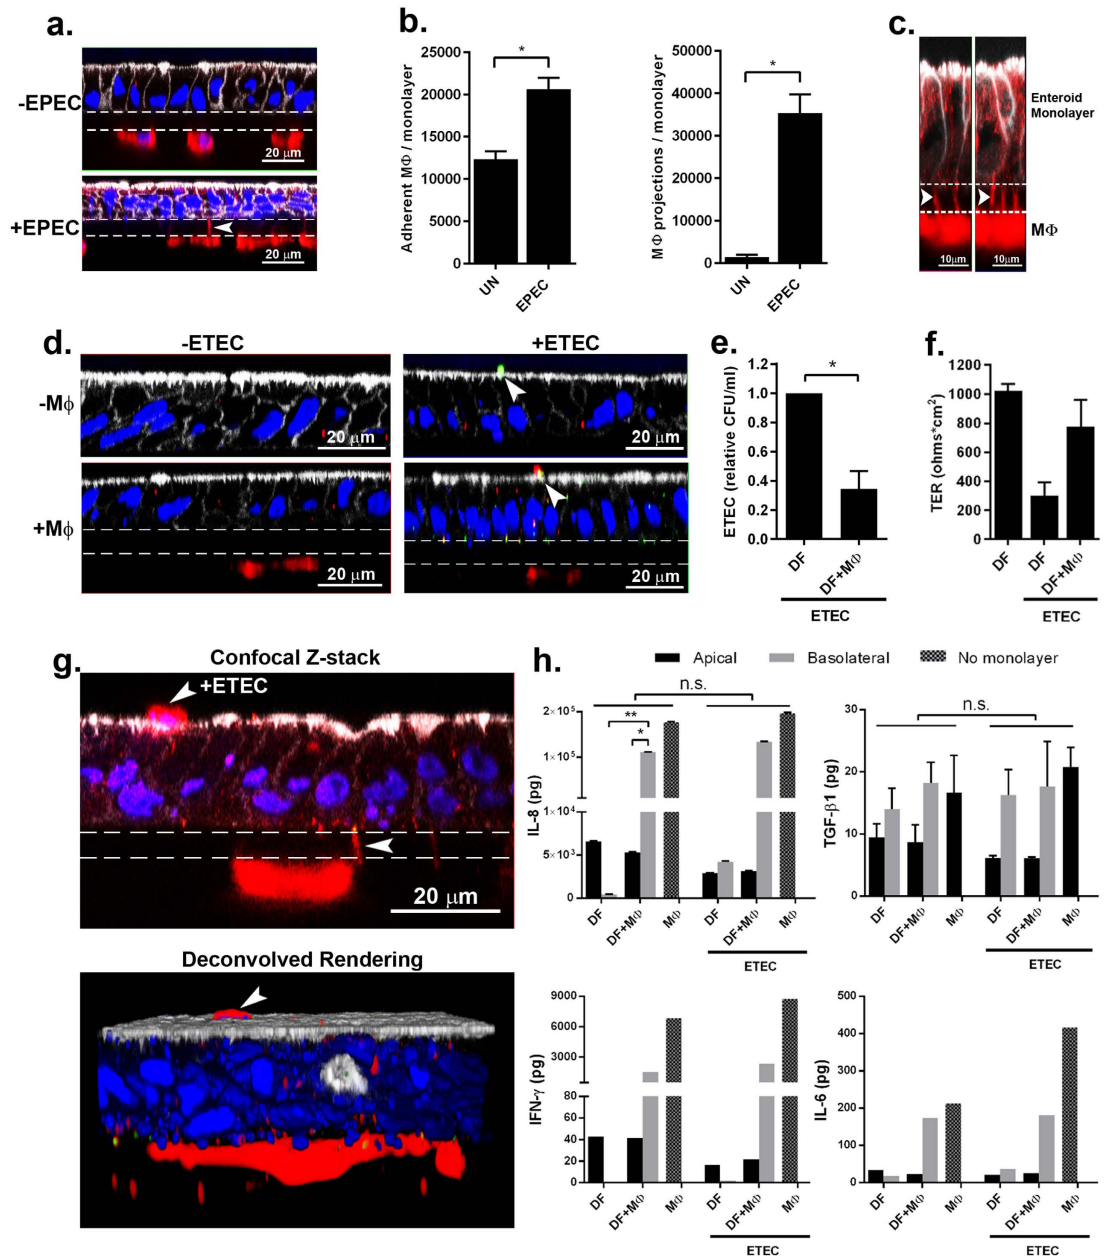 a.
-EPEC
20 μm
+EPEC
20 μm
b.
Adherent MΦ / monolayer
25000
20000
15000
10000
5000
0
*
UN
EPEC
MΦ projections / monolayer
50000
40000
30000
20000
10000
0
*
UN
EPEC
c.
Enteroid
Monolayer
MΦ
10μm
10μm
d.
-ETEC
+ETEC
-Mϕ
20 μm
20 μm
+Mϕ
20 μm
20 μm
e.
ETEC (relative CFU/ml)
1.2
1.0
0.8
0.6
0.4
0.2
0.0
*
DF
DF+MΦ
ETEC
f.
TER (ohms*cm2)
1200
1000
800
600
400
200
0
DF
DF
DF+MΦ
ETEC
g.
Confocal Z-stack
+ETEC
20 μm
Deconvolved Rendering
h.
Apical
Basolateral
No monolayer
IL-8 (pg)
2×10⁵
1×10⁵
1×10⁴
5×10³
0
n.s.
**
*
DF
DF+MΦ
MΦ
DF
DF+MΦ
MΦ
ETEC
TGF-β1 (pg)
30
20
10
0
n.s.
DF
DF+MΦ
MΦ
DF
DF+MΦ
MΦ
ETEC
IFN-γ (pg)
9000
6000
3000
80
60
40
20
0
DF
DF+MΦ
MΦ
DF
DF+MΦ
MΦ
ETEC
IL-6 (pg)
500
400
300
200
100
0
DF
DF+MΦ
MΦ
DF
DF+MΦ
MΦ
ETEC